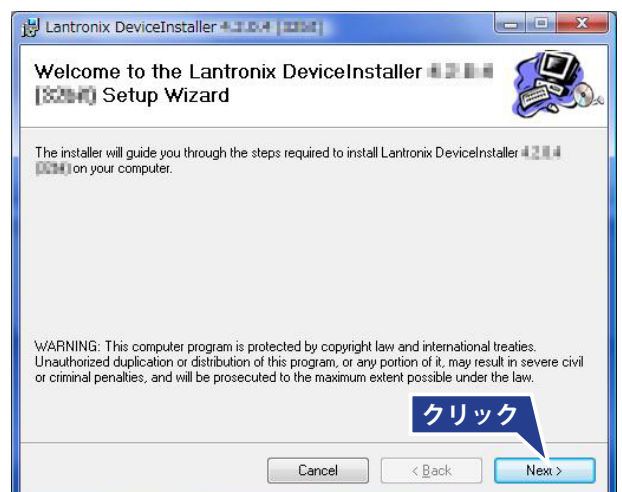 Lantronix DeviceInstaller
Welcome to the Lantronix DeviceInstaller
Setup Wizard
The installer will guide you through the steps required to install Lantronix DeviceInstaller
on your computer.
WARNING: This computer program is protected by copyright law and international treaties.
Unauthorized duplication or distribution of this program, or any portion of it, may result in severe civil
or criminal penalties, and will be prosecuted to the maximum extent possible under the law.
クリック
Cancel < Back Next >